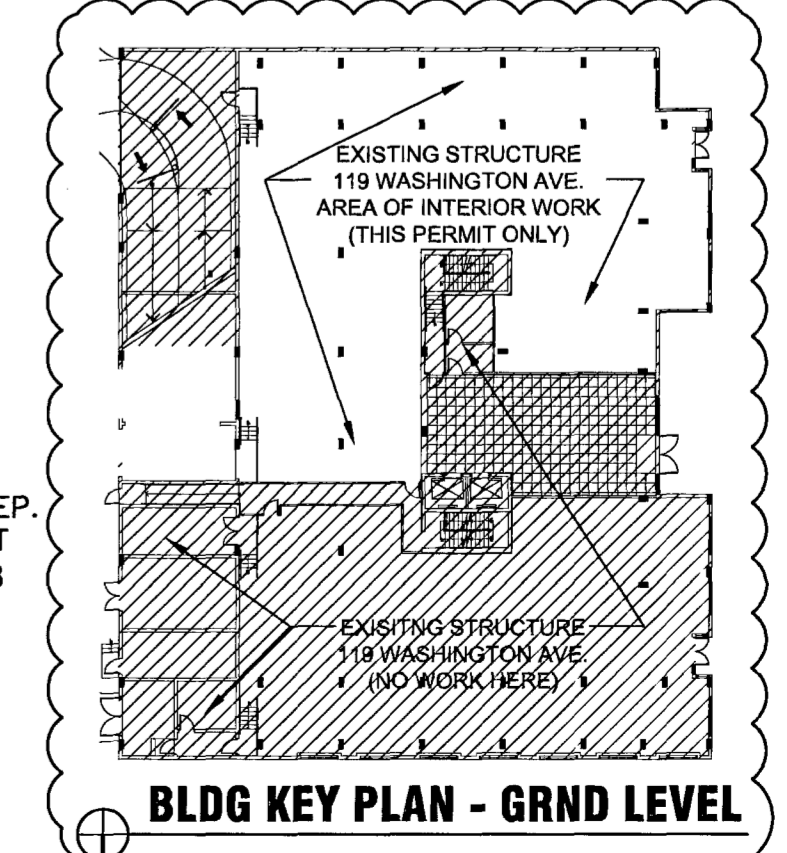 EXISTING STRUCTURE
119 WASHINGTON AVE.
AREA OF INTERIOR WORK
(THIS PERMIT ONLY)
EP.
T
EXISITNG STRUCTURE
119 WASHINGTON AVE.
(NO WORK HERE)
BLDG KEY PLAN - GRND LEVEL